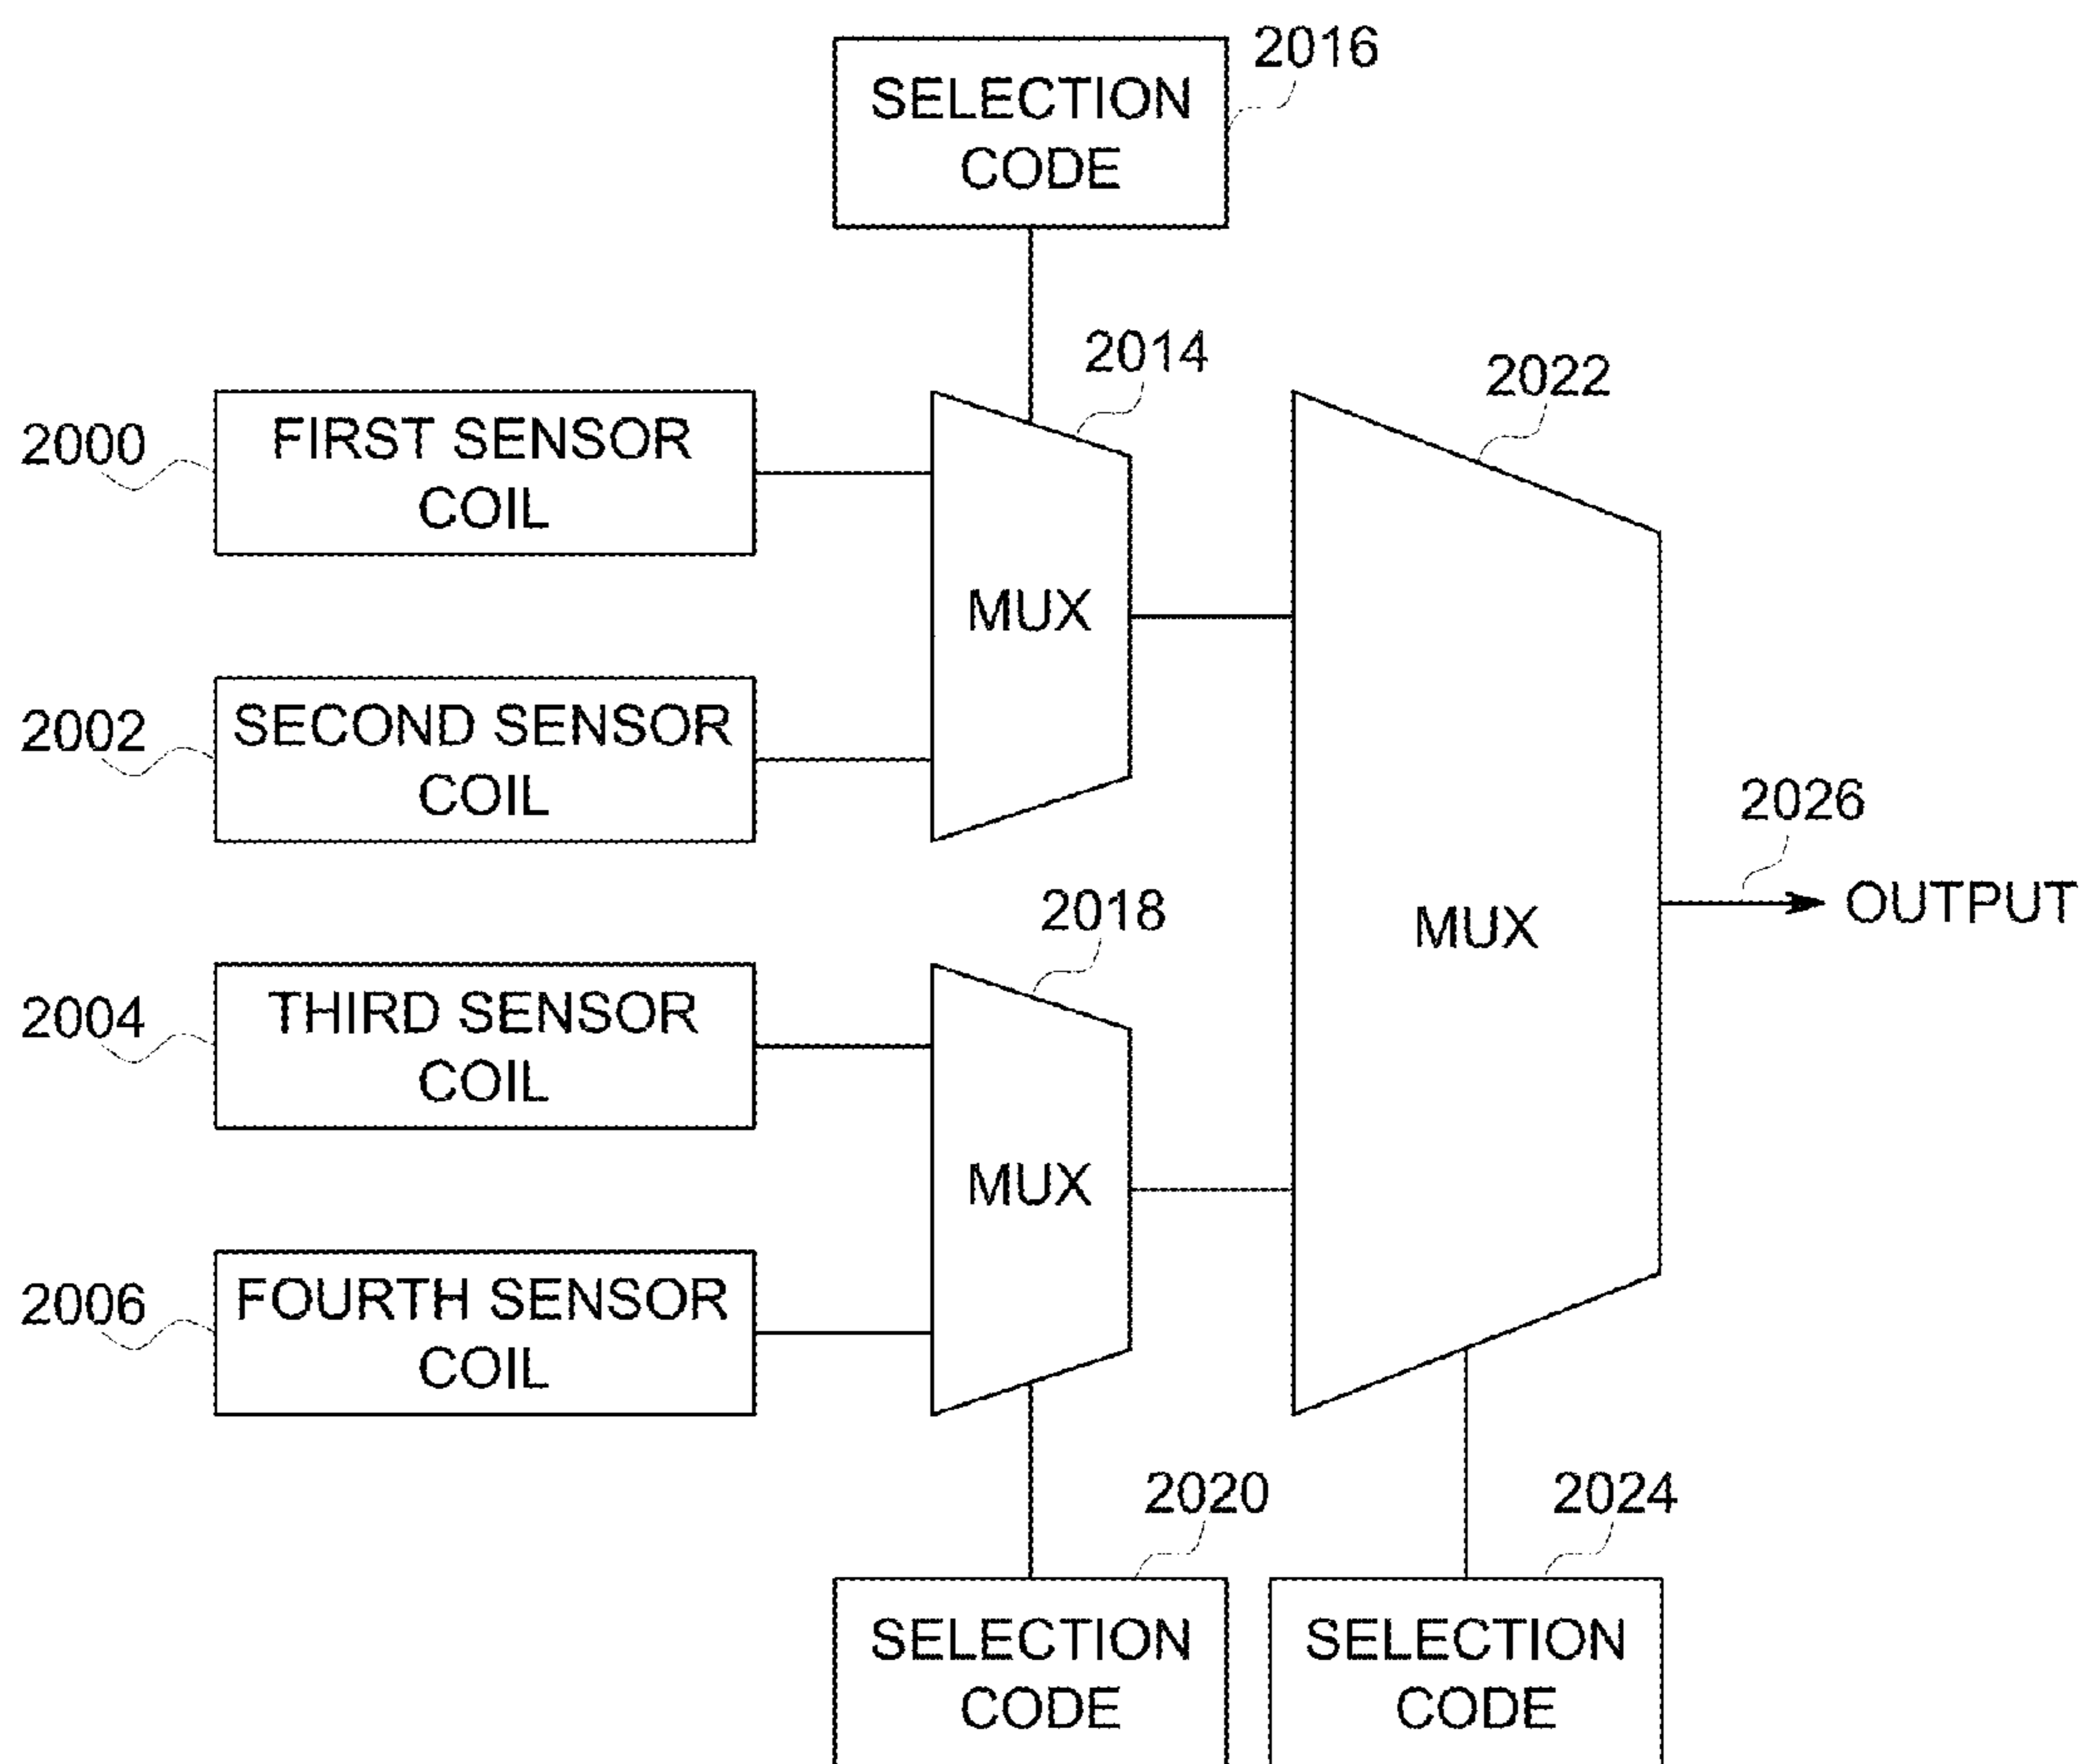 SELECTION
CODE
2016
2014
2022
2000
FIRST SENSOR
COIL
MUX
2002
SECOND SENSOR
COIL
2026
OUTPUT
2018
MUX
2004
THIRD SENSOR
COIL
MUX
2006
FOURTH SENSOR
COIL
2020
2024
SELECTION
CODE
SELECTION
CODE